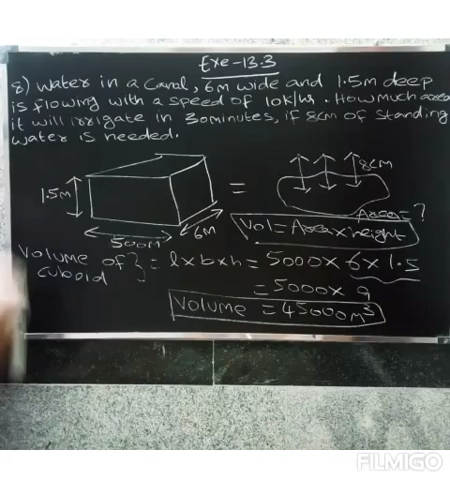 Exe-13.3
8) Water in a Canal, 6m wide and 1.5m deep
is flowing with a speed of 10k/hr. How much area
it will irrigate in 30minutes, if 8cm of standing
water is needed.
8cm
1.5m
=
Area=?
500m
6m
Vol = Area x height
Volume of } = l x b x h = 5000 x 6 x 1.5
cuboid
= 5000 x 9
Volume = 45000m³
FILMIGO